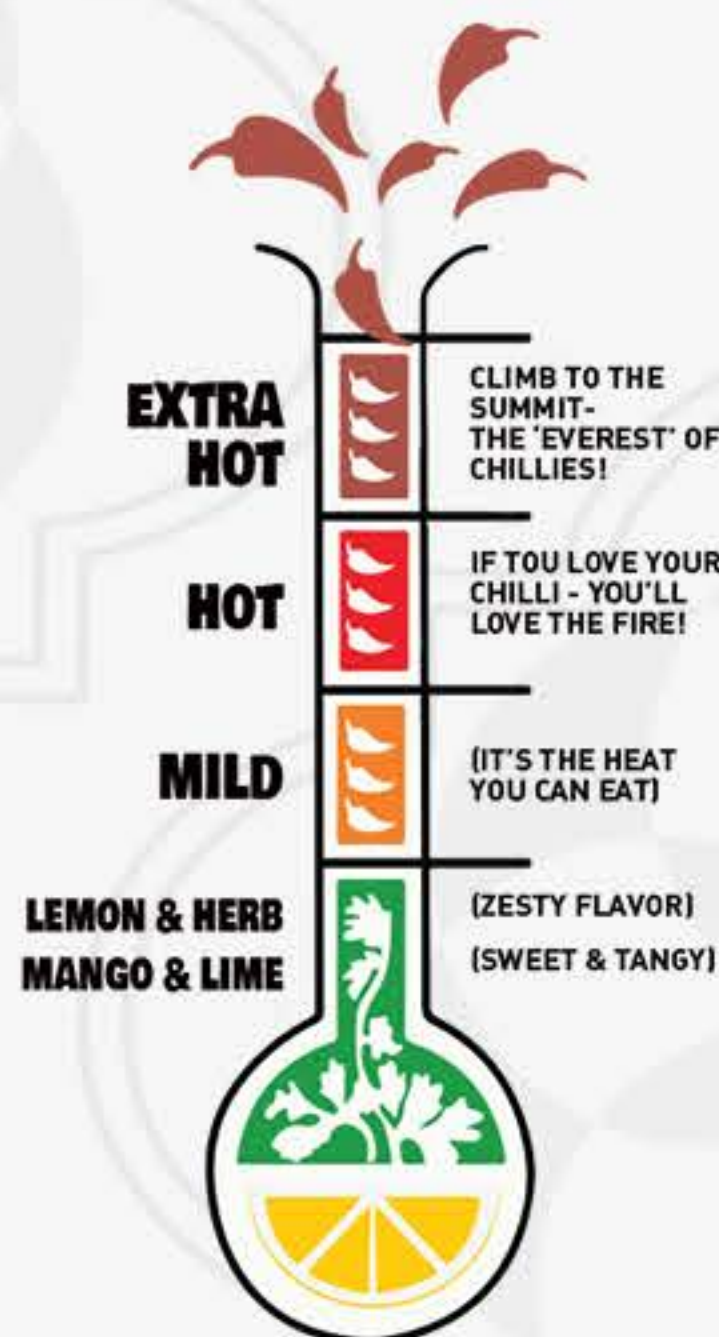 EXTRA
HOT
CLIMB TO THE
SUMMIT-
THE 'EVEREST' OF
CHILLIES!
HOT
IF TOU LOVE YOUR
CHILLI - YOU'LL
LOVE THE FIRE!
MILD
(IT'S THE HEAT
YOU CAN EAT)
LEMON & HERB
(ZESTY FLAVOR)
MANGO & LIME
(SWEET & TANGY)